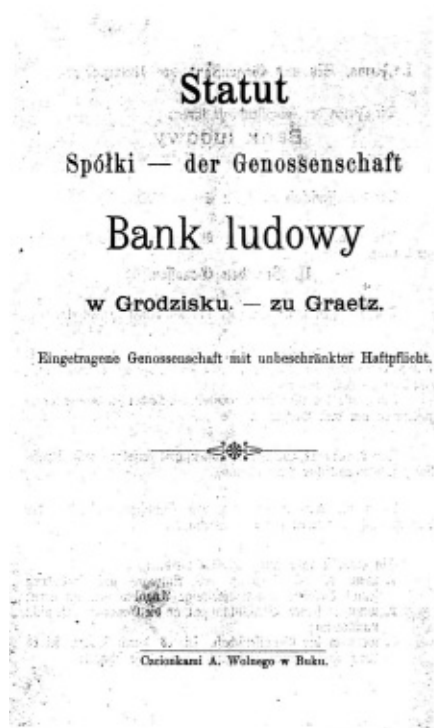 Statut
Spółki — der Genossenschaft
Bank ludowy
w Grodzisku. — zu Graetz.
Eingetragene Genossenschaft mit unbeschränkter Haftpflicht.
Czcionkami A. Wolnego w Buku.